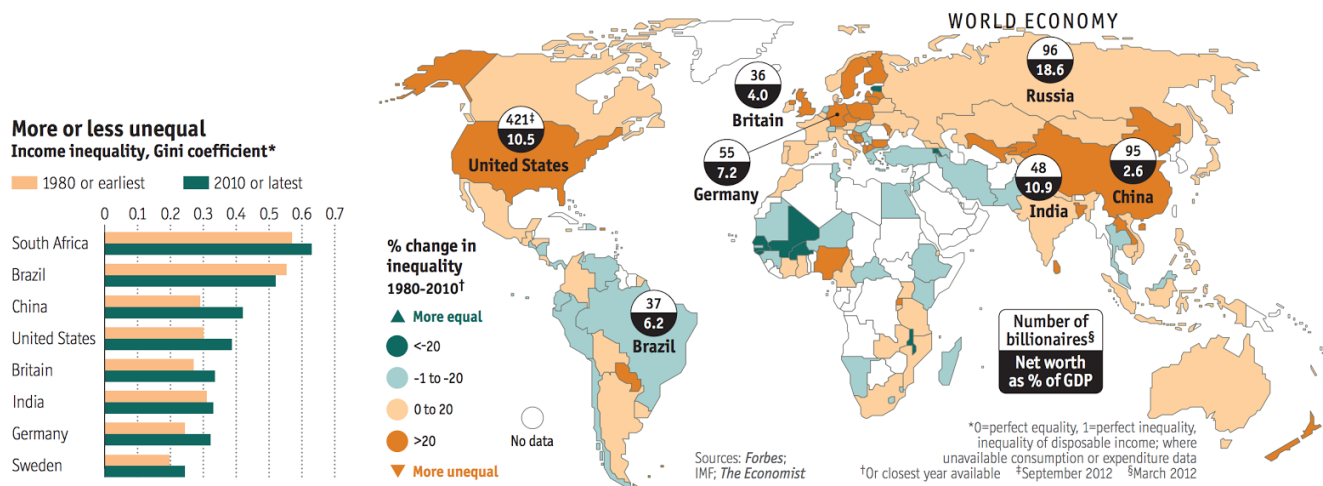 WORLD ECONOMY
More or less unequal
Income inequality, Gini coefficient*
1980 or earliest
2010 or latest
0 0.1 0.2 0.3 0.4 0.5 0.6 0.7
South Africa
Brazil
China
United States
Britain
India
Germany
Sweden
% change in
inequality
1980-2010†
More equal
<-20
-1 to -20
0 to 20
>20
More unequal
No data
421‡
10.5
United States
37
6.2
Brazil
36
4.0
Britain
55
7.2
Germany
96
18.6
Russia
48
10.9
India
95
2.6
China
Number of
billionaires§
Net worth
as % of GDP
Sources: Forbes;
IMF; The Economist
*0=perfect equality, 1=perfect inequality,
inequality of disposable income; where
unavailable consumption or expenditure data
†Or closest year available ‡September 2012 §March 2012